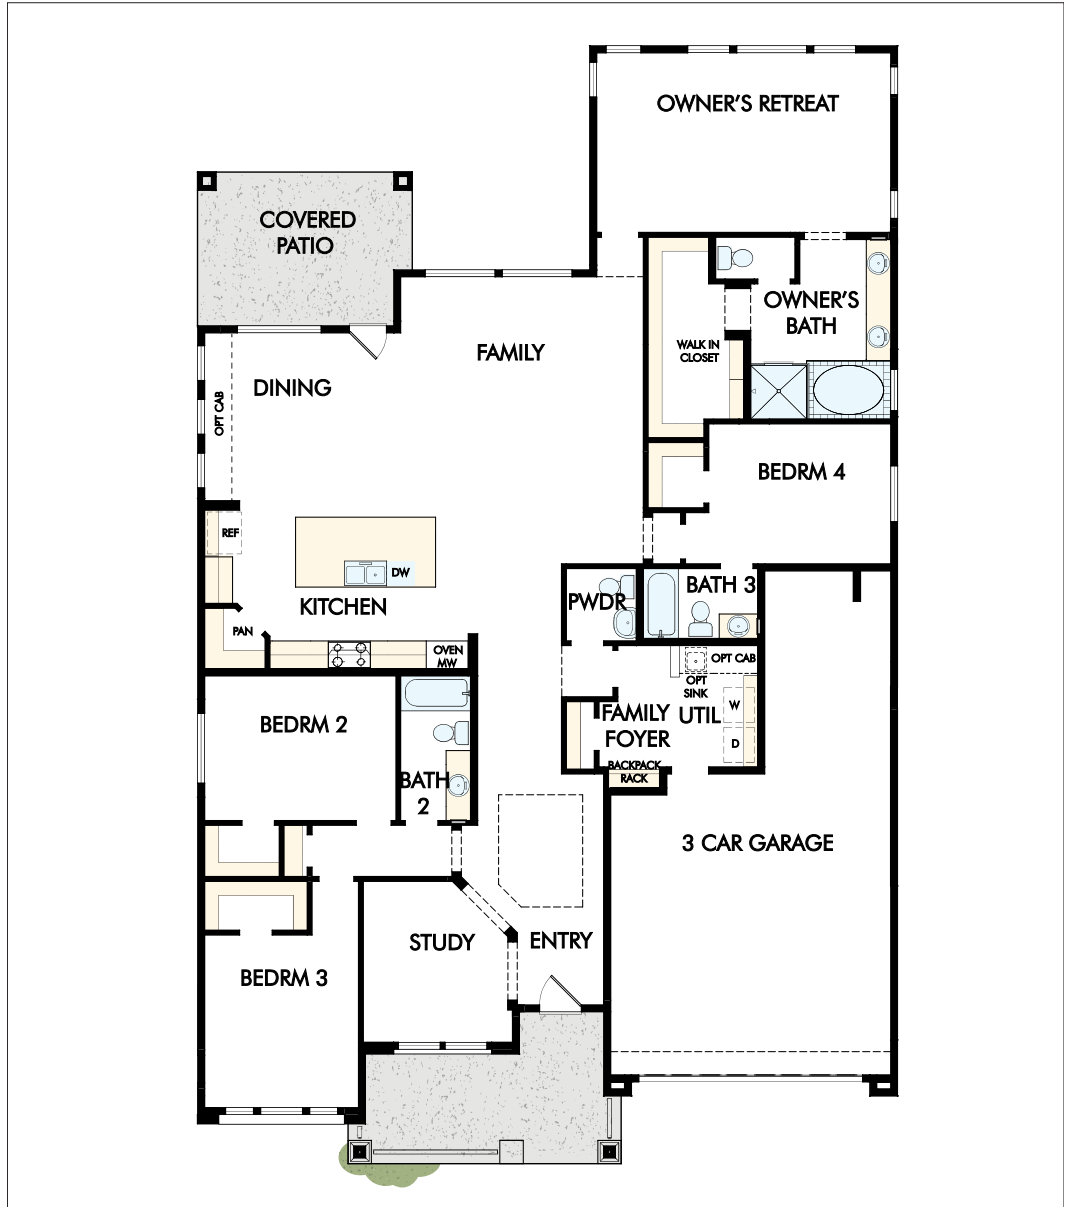 OWNER'S RETREAT
COVERED
PATIO
OWNER'S
BATH
WALK IN
CLOSET
FAMILY
DINING
OPT CAB
BEDRM 4
REF
DW
KITCHEN
PAN
OVEN
MW
PWDR
BATH 3
OPT CAB
OPT
SINK
W
D
UTIL
FAMILY
FOYER
BACKPACK
RACK
BEDRM 2
BATH
2
3 CAR GARAGE
STUDY
ENTRY
BEDRM 3